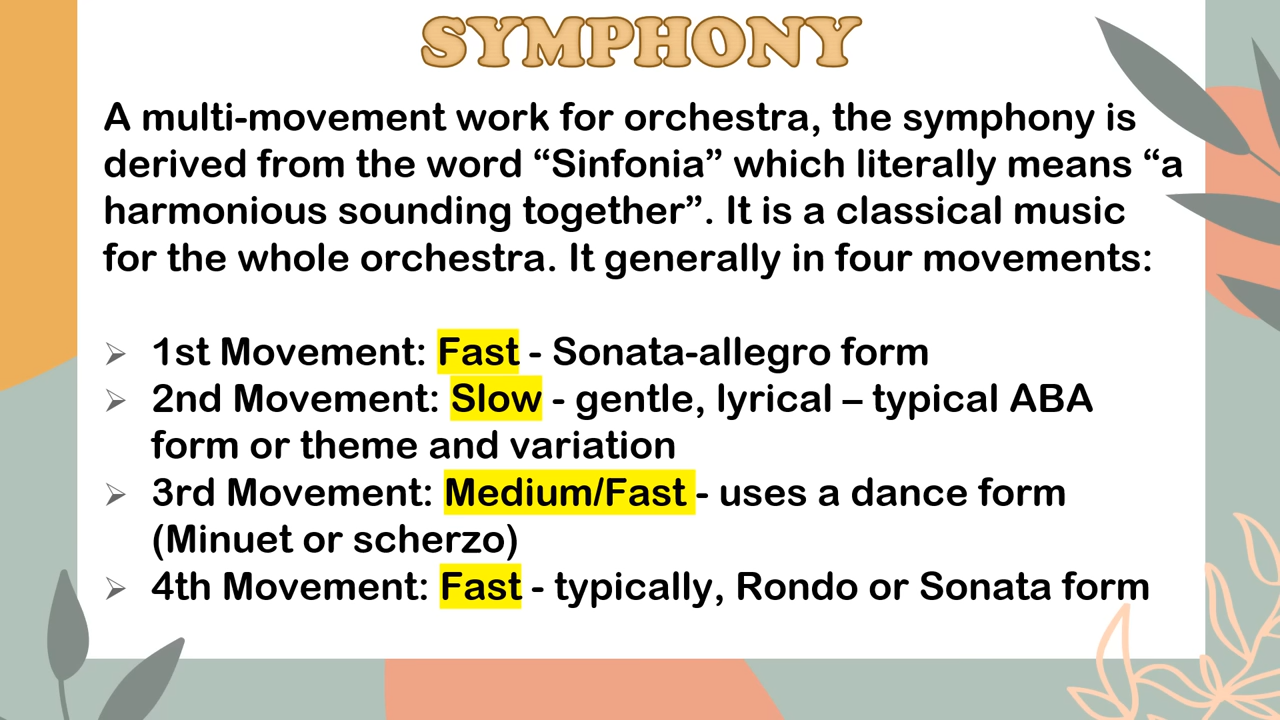 SYMPHONY
A multi-movement work for orchestra, the symphony is
derived from the word “Sinfonia” which literally means “a
harmonious sounding together”. It is a classical music
for the whole orchestra. It generally in four movements:
1st Movement: Fast - Sonata-allegro form
2nd Movement: Slow - gentle, lyrical – typical ABA
form or theme and variation
3rd Movement: Medium/Fast - uses a dance form
(Minuet or scherzo)
4th Movement: Fast - typically, Rondo or Sonata form